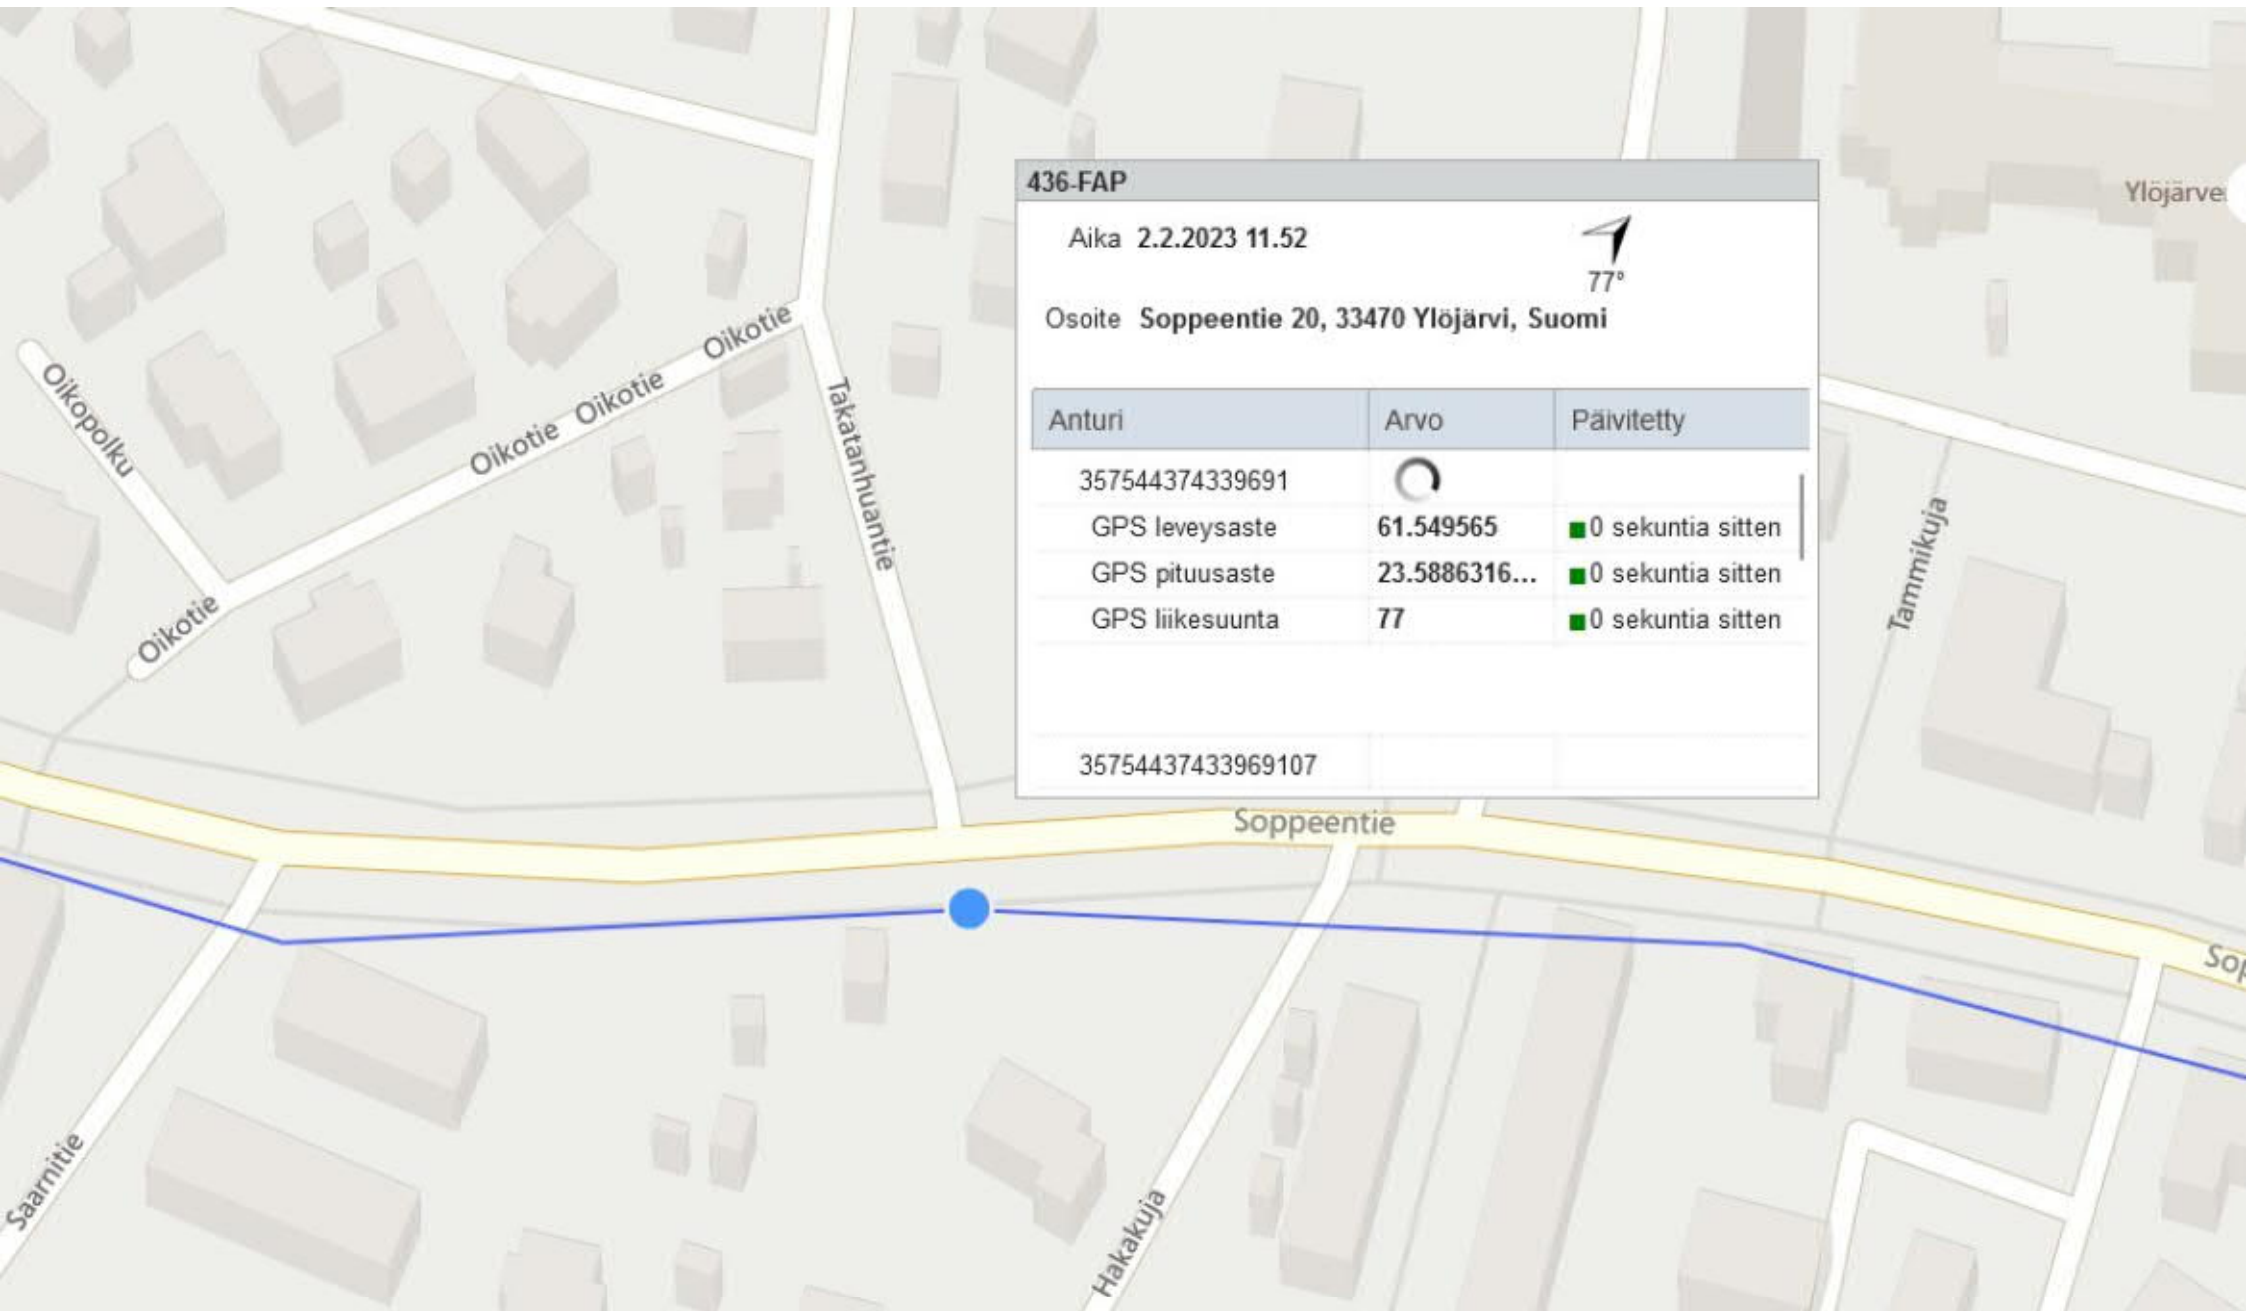 Ylöjärve
436-FAP
Aika 2.2.2023 11.52
77°
Osoite Soppeentie 20, 33470 Ylöjärvi, Suomi
Anturi Arvo Päivitetty
357544374339691
GPS leveysaste 61.549565 0 sekuntia sitten
GPS pituusaste 23.5886316... 0 sekuntia sitten
GPS liikesuunta 77 0 sekuntia sitten
35754437433969107
Oikotie
Oikotie
Oikotie
Oikopolku
Takatanhuantie
Tammikuja
Oikotie
Soppeentie
Sop
Saarnitie
Hakakuja